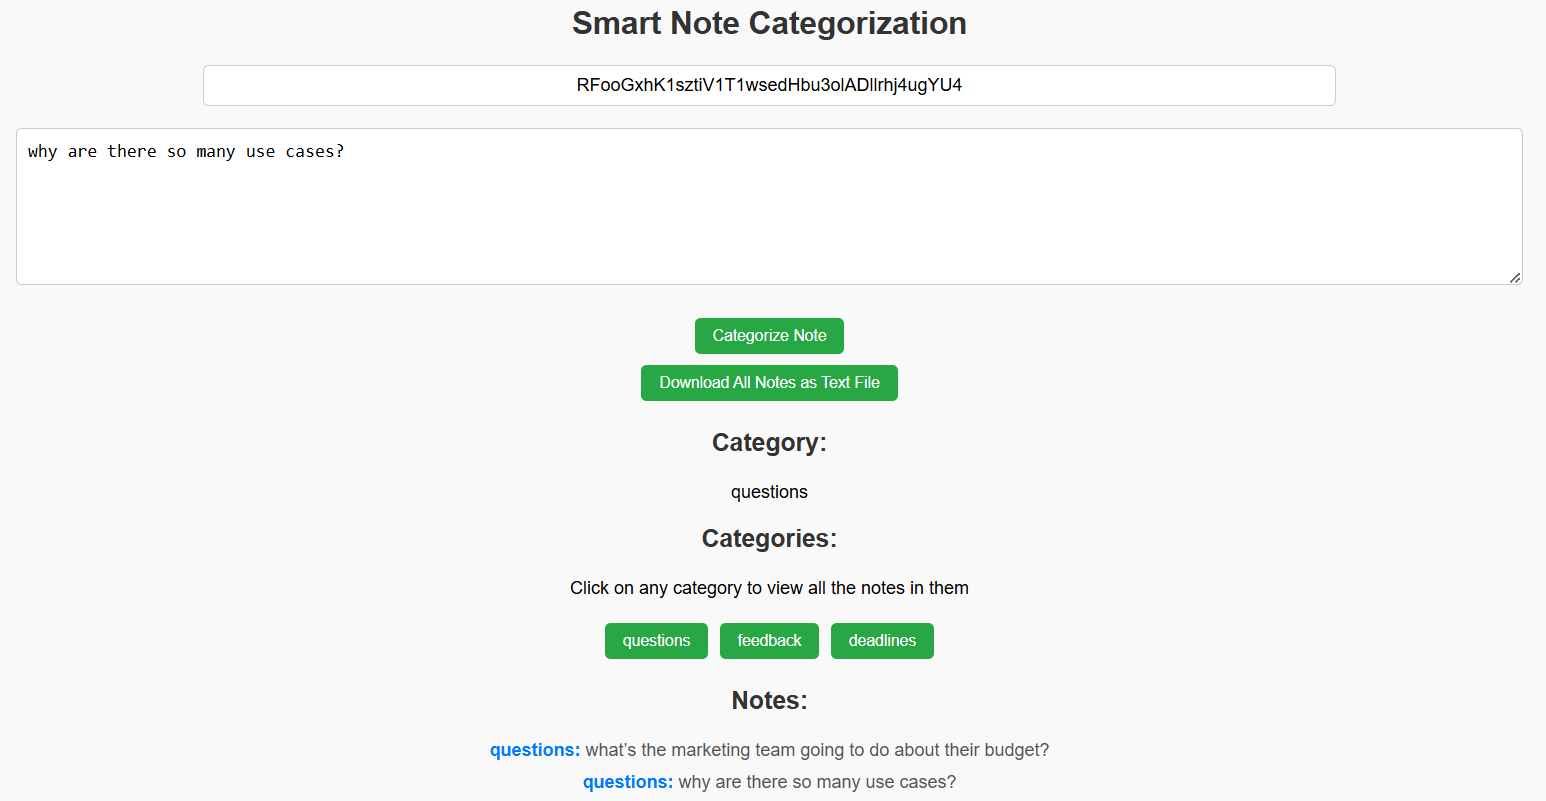 Smart Note Categorization
RFooGxhK1sztiV1T1wsedHbu3olADllrhj4ugYU4
why are there so many use cases?
Categorize Note
Download All Notes as Text File
Category:
questions
Categories:
Click on any category to view all the notes in them
questions feedback deadlines
Notes:
questions: what's the marketing team going to do about their budget?
questions: why are there so many use cases?